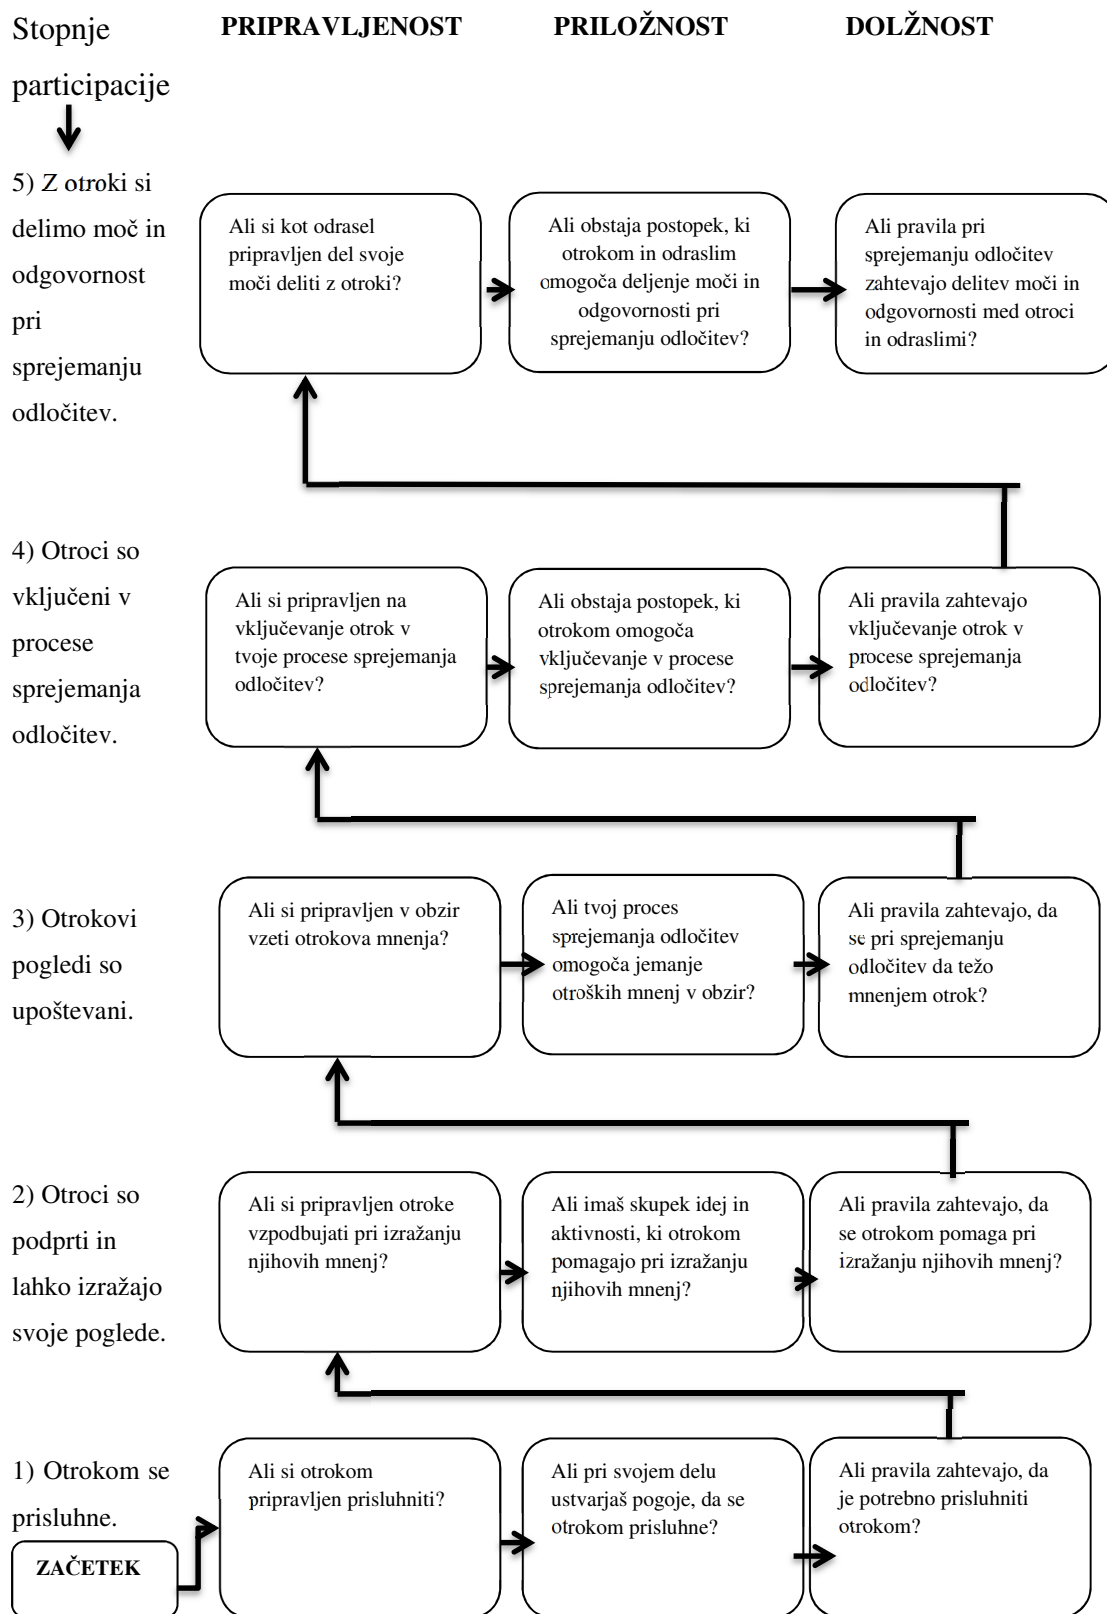 Stopnje
participacije
PRIPRAVLJENOST
PRILOŽNOST
DOLŽNOST
5) Z otroki si
delimo moč in
odgovornost
pri
sprejemanju
odločitev.
Ali si kot odrasel
pripravljen del svoje
moči deliti z otroki?
Ali obstaja postopek, ki
otrokom in odraslim
omogoča deljenje moči in
odgovornosti pri
sprejemanju odločitev?
Ali pravila pri
sprejemanju odločitev
zahtevajo delitev moči in
odgovornosti med otroci
in odraslimi?
4) Otroci so
vključeni v
procese
sprejemanja
odločitev.
Ali si pripravljen na
vključevanje otrok v
tvoje procese sprejemanja
odločitev?
Ali obstaja postopek, ki
otrokom omogoča
vključevanje v procese
sprejemanja odločitev?
Ali pravila zahtevajo
vključevanje otrok v
procese sprejemanja
odločitev?
3) Otrokovi
pogledi so
upoštevani.
Ali si pripravljen v obzir
vzeti otrokova mnenja?
Ali tvoj proces
sprejemanja odločitev
omogoča jemanje
otroških mnenj v obzir?
Ali pravila zahtevajo, da
se pri sprejemanju
odločitev da težo
mnenjem otrok?
2) Otroci so
podprti in
lahko izražajo
svoje poglede.
Ali si pripravljen otroke
vzpodbujati pri izražanju
njihovih mnenj?
Ali imaš skupek idej in
aktivnosti, ki otrokom
pomagajo pri izražanju
njihovih mnenj?
Ali pravila zahtevajo, da
se otrokom pomaga pri
izražanju njihovih mnenj?
1) Otrokom se
prisluhne.
ZAČETEK
Ali si otrokom
pripravljen prisluhniti?
Ali pri svojem delu
ustvarjaš pogoje, da se
otrokom prisluhne?
Ali pravila zahtevajo, da
je potrebno prisluhniti
otrokom?